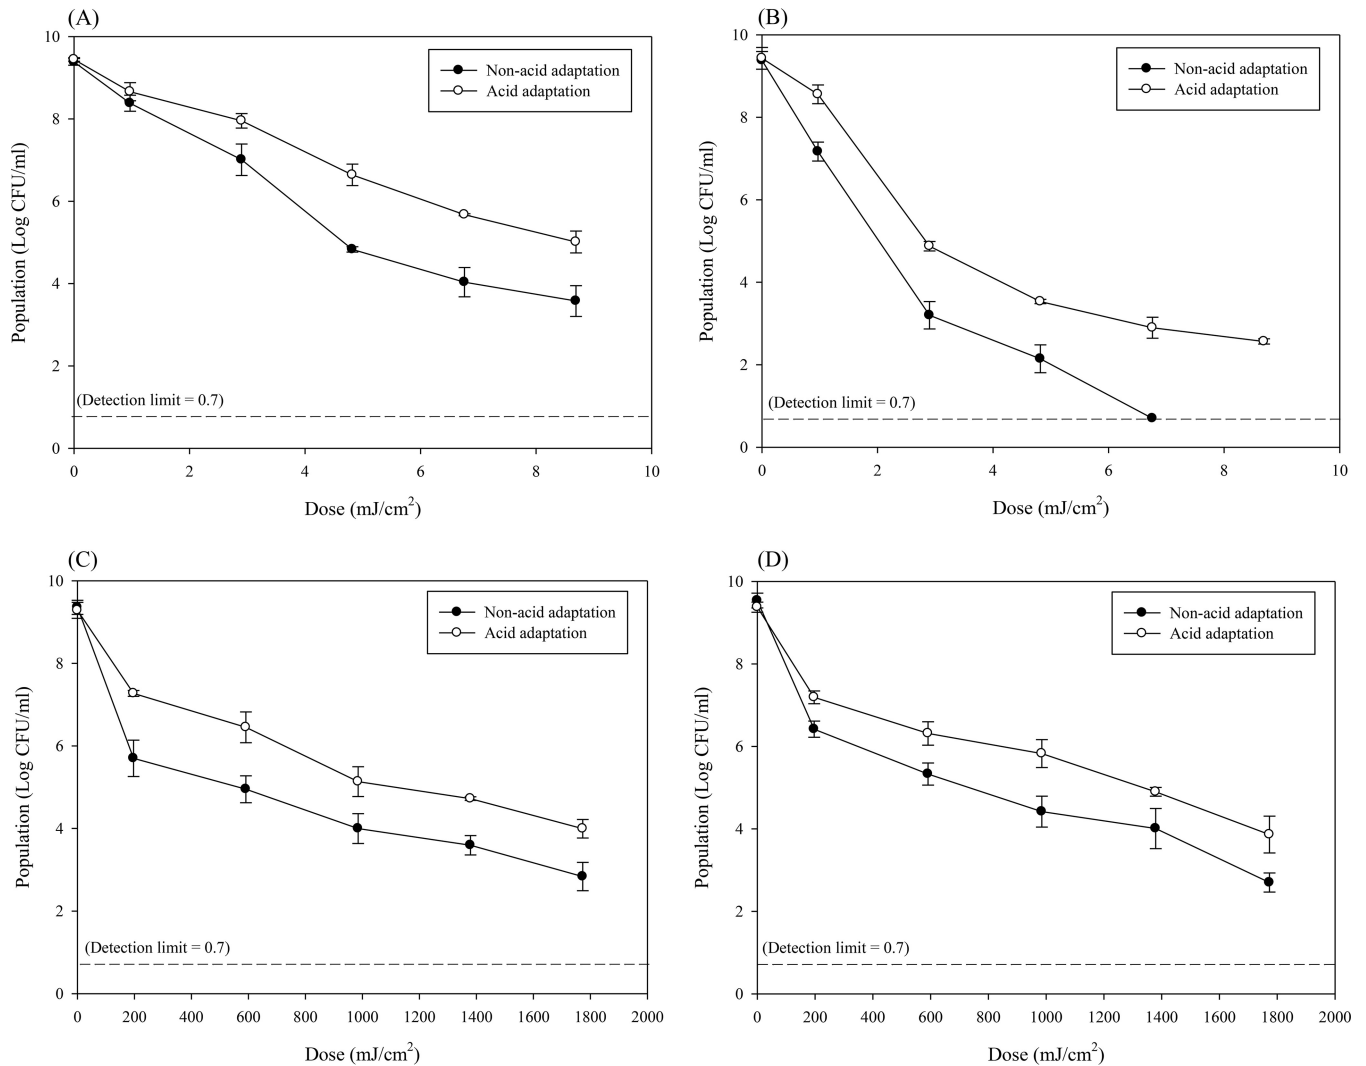 (A)
10
8
6
4
2
0
Population (Log CFU/ml)
Non-acid adaptation
Acid adaptation
(Detection limit = 0.7)
0 2 4 6 8 10
Dose (mJ/cm²)
(B)
10
8
6
4
2
0
Population (Log CFU/ml)
Non-acid adaptation
Acid adaptation
(Detection limit = 0.7)
0 2 4 6 8 10
Dose (mJ/cm²)
(C)
10
8
6
4
2
0
Population (Log CFU/ml)
Non-acid adaptation
Acid adaptation
(Detection limit = 0.7)
0 200 400 600 800 1000 1200 1400 1600 1800 2000
Dose (mJ/cm²)
(D)
10
8
6
4
2
0
Population (Log CFU/ml)
Non-acid adaptation
Acid adaptation
(Detection limit = 0.7)
0 200 400 600 800 1000 1200 1400 1600 1800 2000
Dose (mJ/cm²)